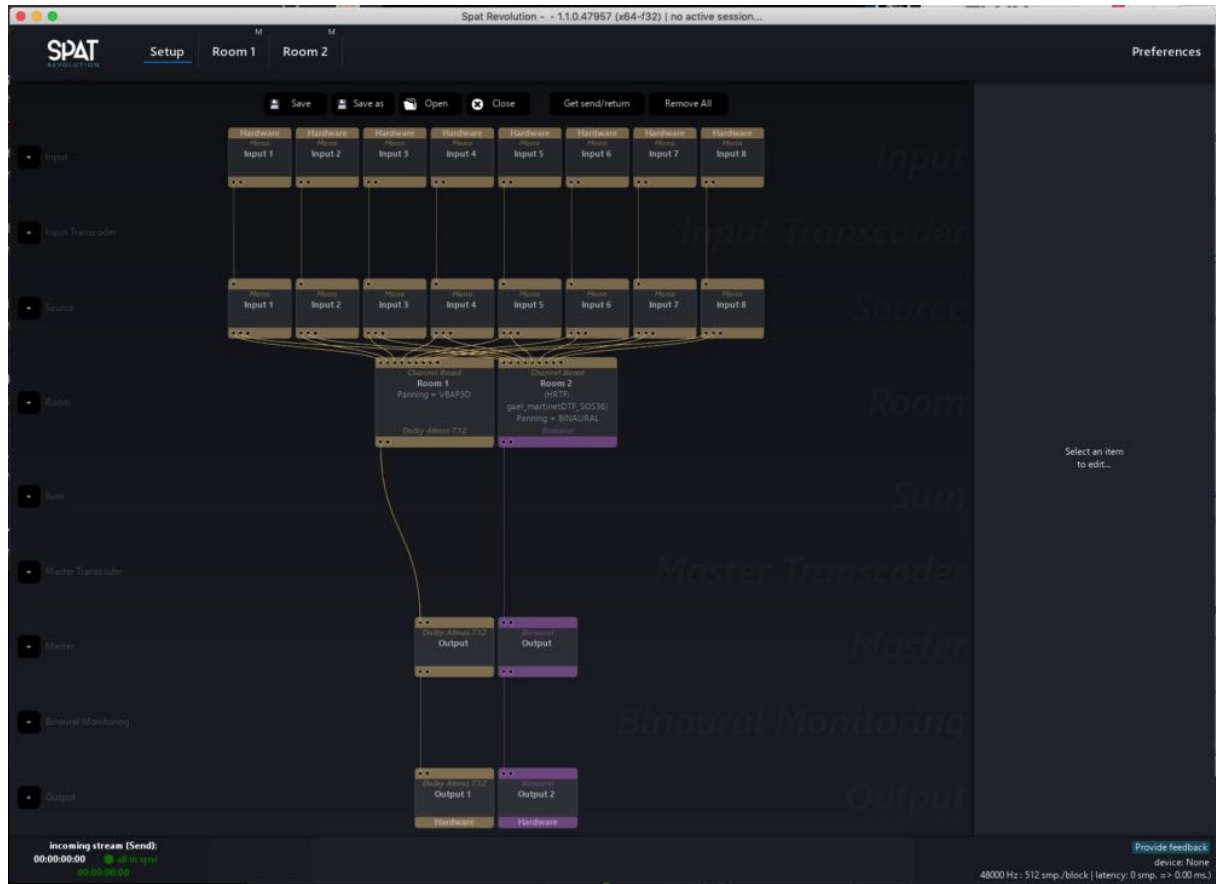 Spat Revolution - - 1.1.0.47957 (x64-f32) | no active session...
SPAT
REVOLUTION
Setup
M
Room 1
M
Room 2
Preferences
Save
Save as
Open
Close
Get send/return
Remove All
Hardware Hardware Hardware Hardware Hardware Hardware Hardware Hardware
Mono Mono Mono Mono Mono Mono Mono Mono
Input 1 Input 2 Input 3 Input 4 Input 5 Input 6 Input 7 Input 8
Input
Input
Input Transcoder
Input Transcoder
Mono Mono Mono Mono Mono Mono Mono Mono
Input 1 Input 2 Input 3 Input 4 Input 5 Input 6 Input 7 Input 8
Source
Source
Channel Based
Room 1
Panning = VBAP3D
Dolby Atmos 7.1.2
Channel Based
Room 2
(HRTF:
gael_martinetDTF_SOS36)
Panning = BINAURAL
Binaural
Room
Room
Select an item
to edit...
Sum
Sum
Master Transcoder
Master Transcoder
Dolby Atmos 7.1.2
Output
Binaural
Output
Master
Master
Binaural Monitoring
Binaural Monitoring
Dolby Atmos 7.1.2
Output 1
Hardware
Binaural
Output 2
Hardware
Output
Output
incoming stream (Send):
00:00:00:00 all in sync
00:00:00:00
Provide feedback
device: None
48000 Hz : 512 smp./block | latency: 0 smp. => 0.00 ms.)